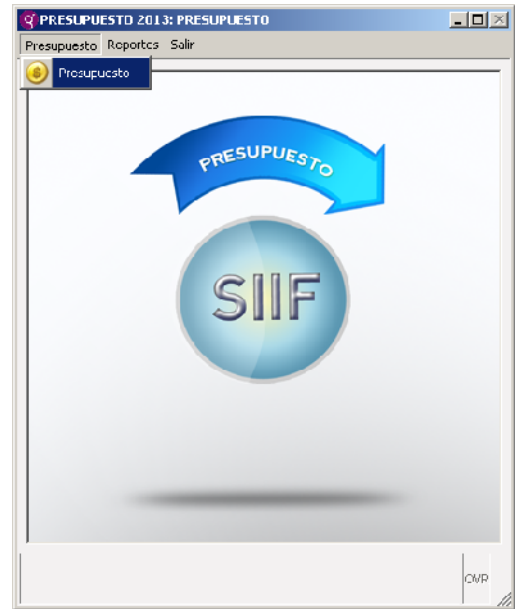 PRESUPUESTO 2013: PRESUPUESTO
Presupuesto Reportes Salir
Presupuesto
PRESUPUESTO
SIIF
OVR